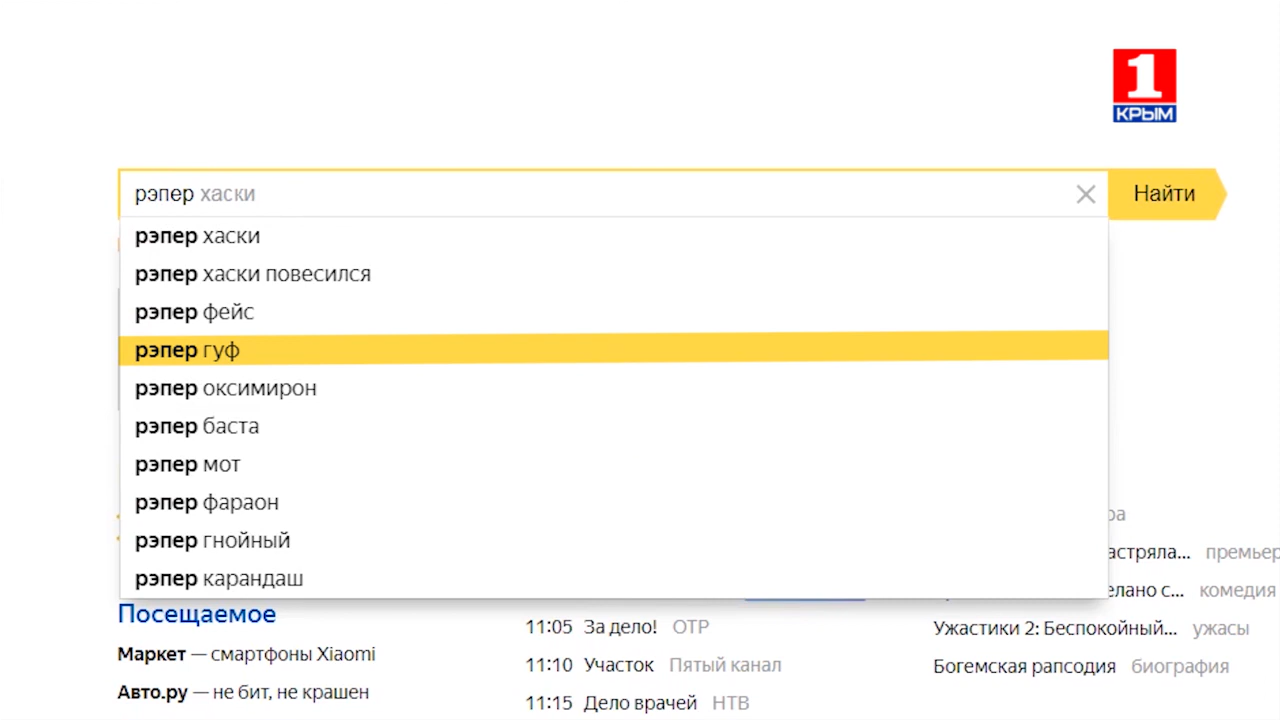 1
КРЫМ
рэпер хаски
Найти
рэпер хаски
рэпер хаски повесился
рэпер фейс
рэпер гуф
рэпер оксимирон
рэпер баста
рэпер мот
рэпер фараон
рэпер гнойный
рэпер карандаш
ра
астряла... премьер
елано с... комедия
Посещаемое
Маркет — смартфоны Xiaomi
Авто.ру — не бит, не крашен
11:05 За дело! ОТР
11:10 Участок Пятый канал
11:15 Дело врачей НТВ
Ужастики 2: Беспокойный... ужасы
Богемская рапсодия биография